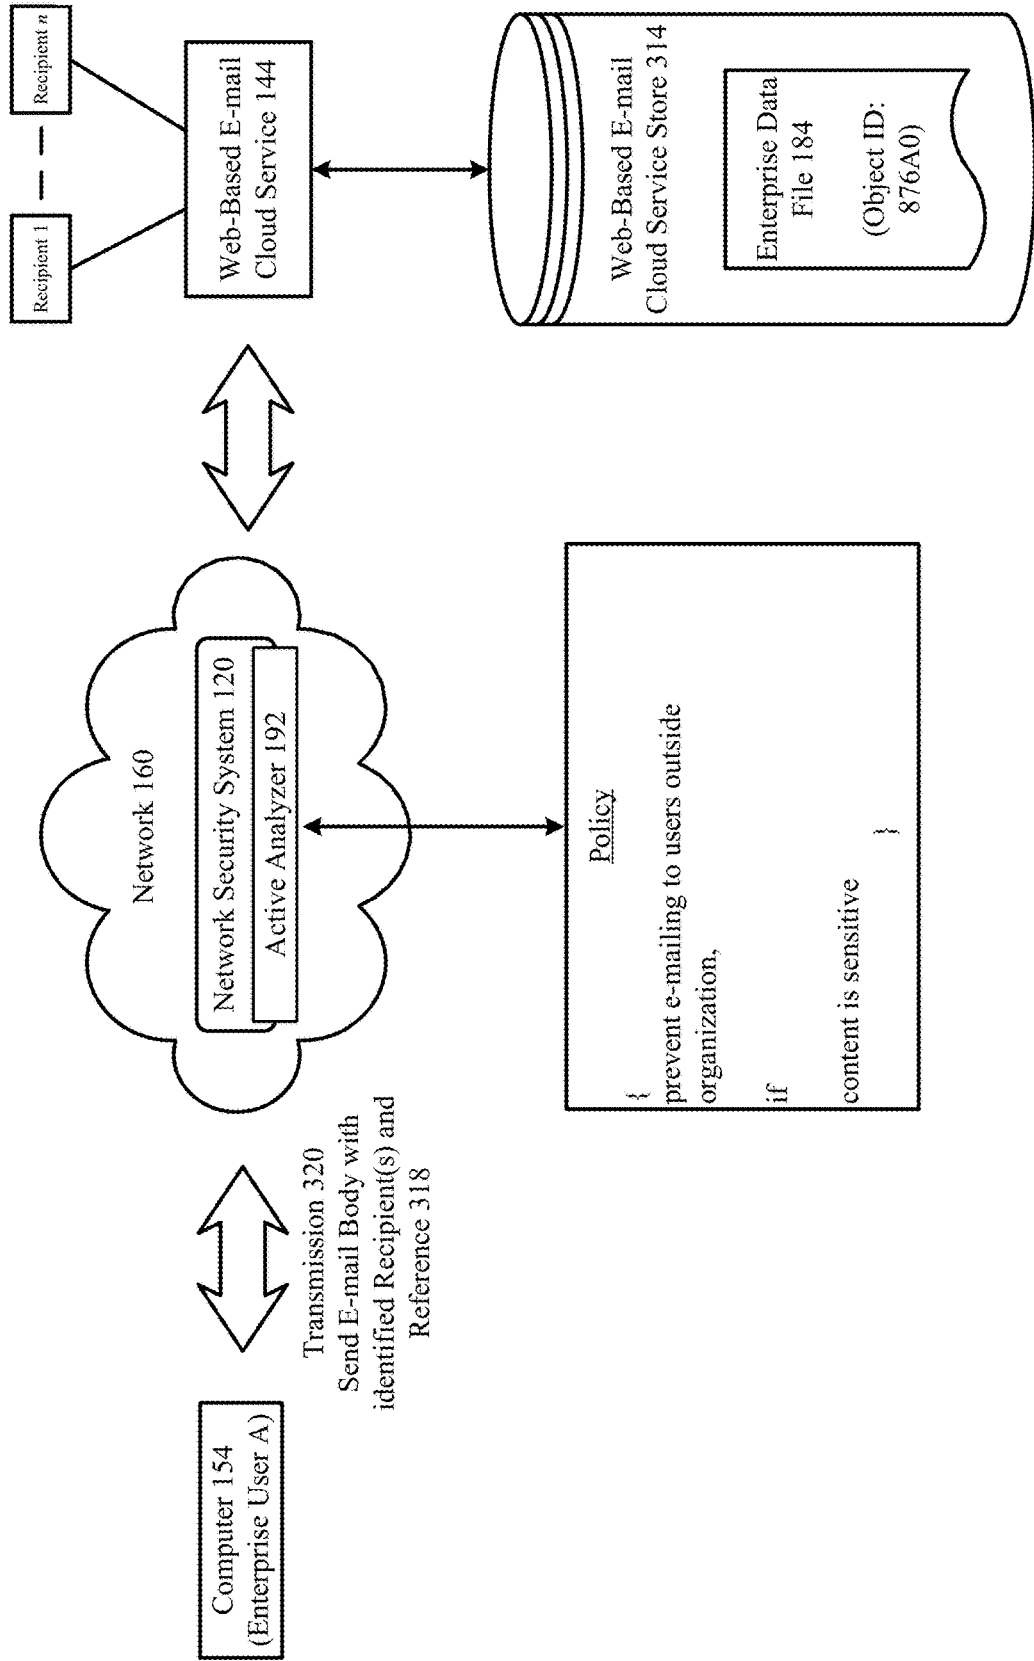 Computer 154
(Enterprise User A)
Transmission 320
Send E-mail Body with
identified Recipient(s) and
Reference 318
Network 160
Network Security System 120
Active Analyzer 192
Policy
{
prevent e-mailing to users outside
organization,
if
content is sensitive
}
Recipient 1
Recipient n
Web-Based E-mail
Cloud Service 144
Web-Based E-mail
Cloud Service Store 314
Enterprise Data
File 184
(Object ID:
876A0)